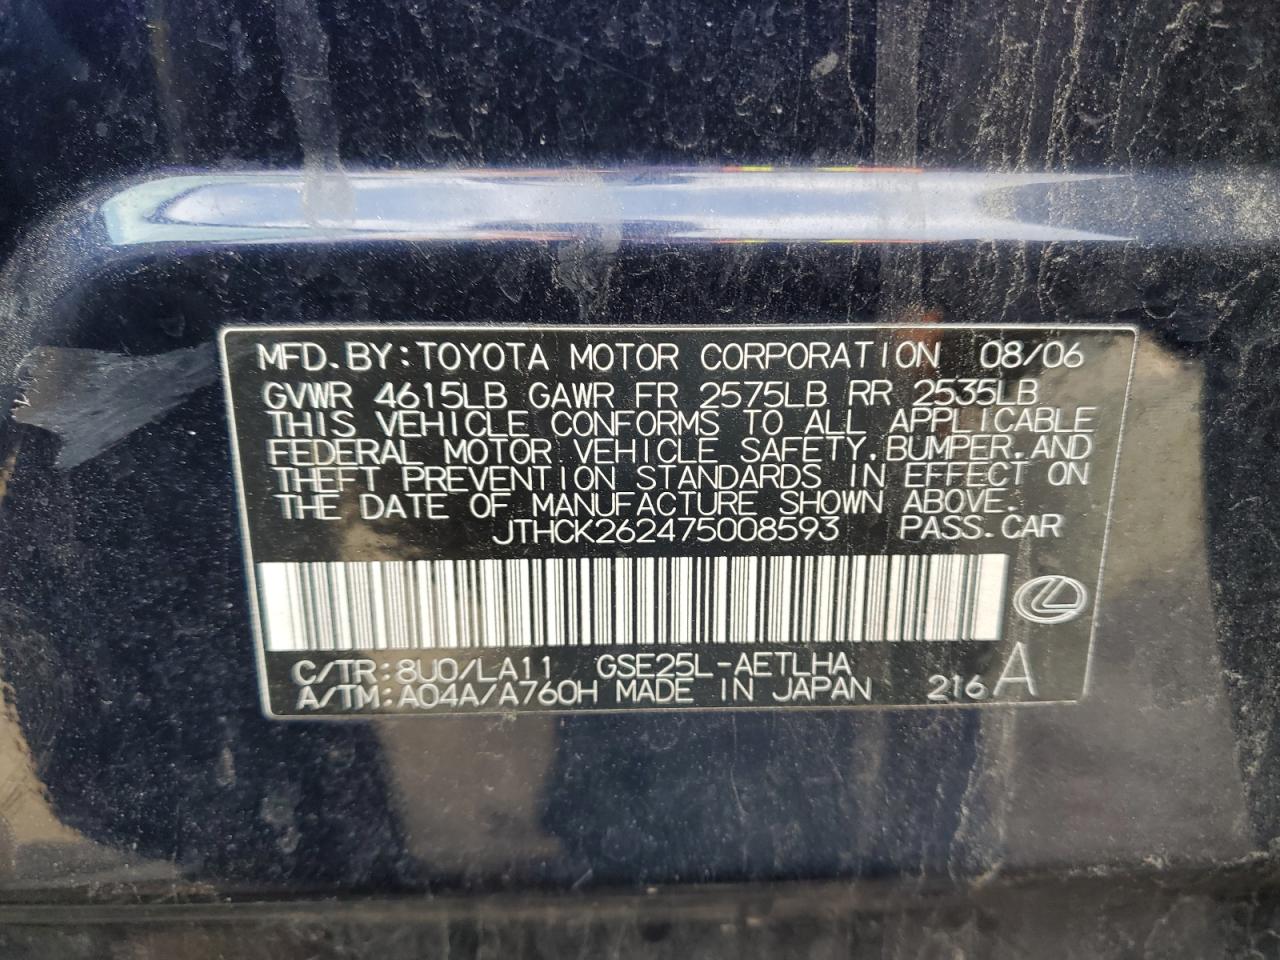 MFD.BY:TOYOTA MOTOR CORPORATION 08/06
GVWR 4615LB GAWR FR 2575LB RR 2535LB
THIS VEHICLE CONFORMS TO ALL APPLICABLE
FEDERAL MOTOR VEHICLE SAFETY,BUMPER,AND
THEFT PREVENTION STANDARDS IN EFFECT ON
THE DATE OF MANUFACTURE SHOWN ABOVE.
JTHCK262475008593 PASS.CAR
C/TR:8U0/LA11 GSE25L-AETLHA
A/TM:A04A/A760H MADE IN JAPAN 216 A